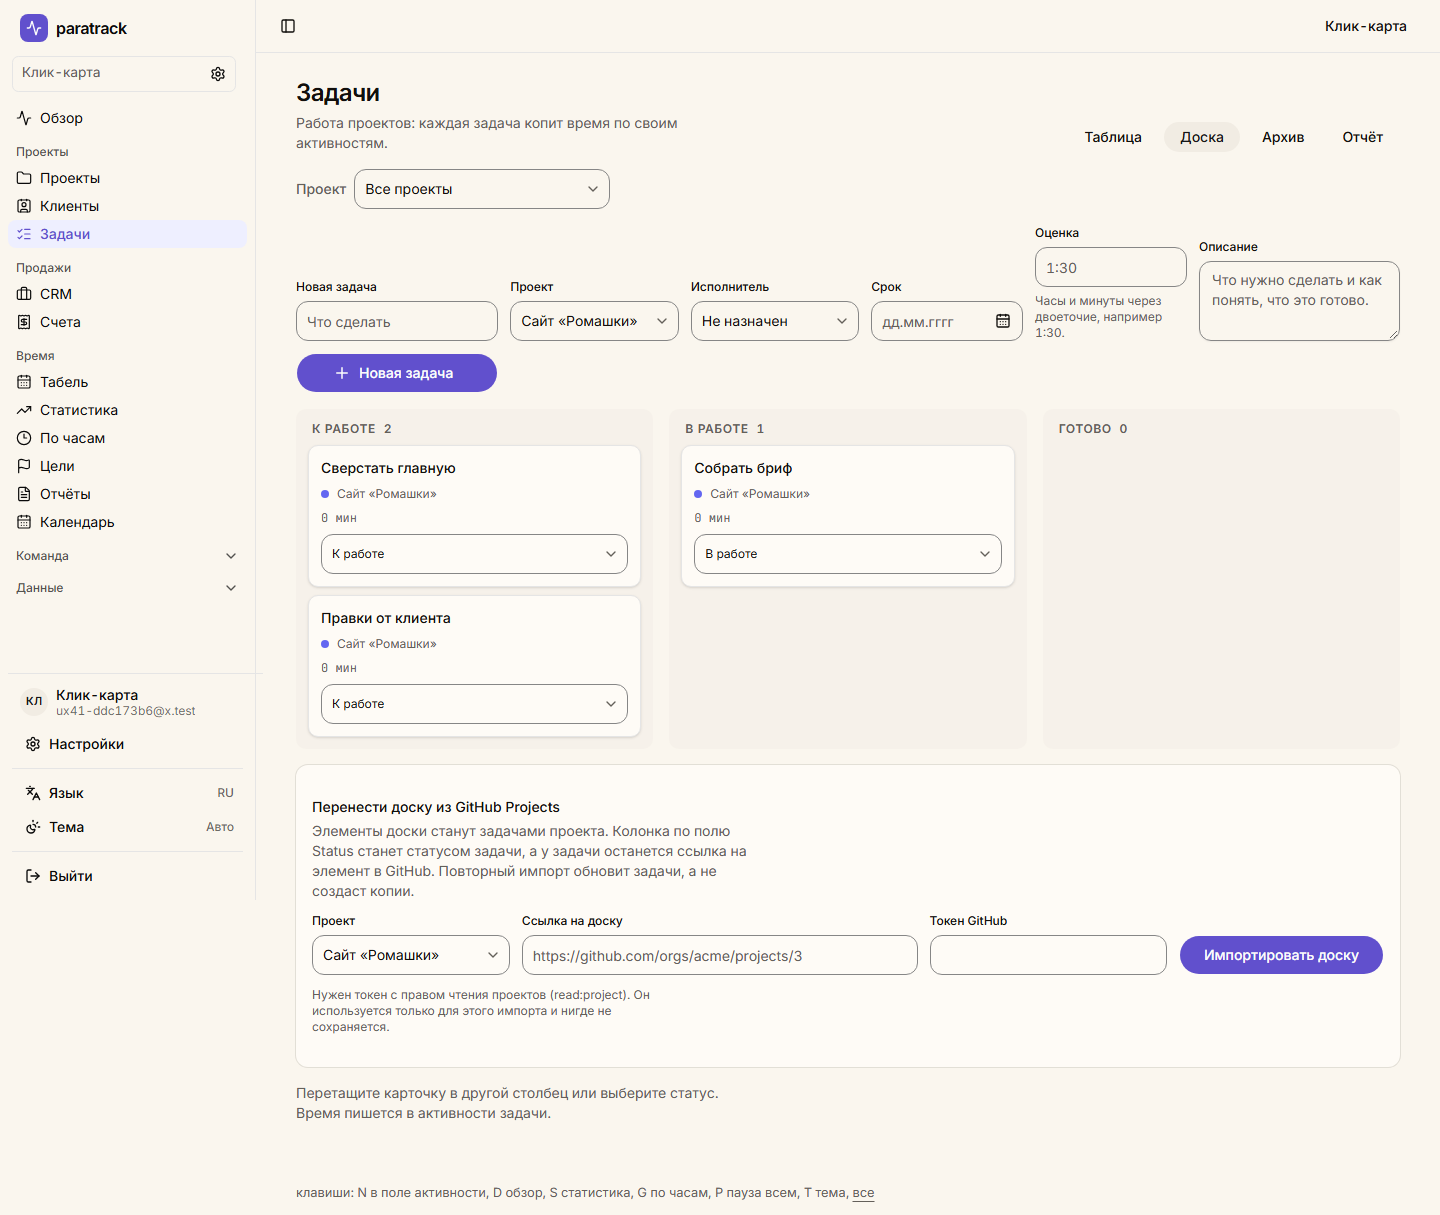 paratrack
Клик-карта
Клик-карта
Обзор
Проекты
Проекты
Клиенты
Задачи
Продажи
CRM
Счета
Время
Табель
Статистика
По часам
Цели
Отчёты
Календарь
Команда
Данные
КЛ
Клик-карта
ux41-ddc173b6@x.test
Настройки
Язык RU
Тема Авто
Выйти
Задачи
Работа проектов: каждая задача копит время по своим
активностям.
Таблица Доска Архив Отчёт
Проект Все проекты
Новая задача
Что сделать
Проект
Сайт «Ромашки»
Исполнитель
Не назначен
Срок
дд.мм.гггг
Оценка
1:30
Часы и минуты через
двоеточие, например
1:30.
Описание
Что нужно сделать и как
понять, что это готово.
Новая задача
К РАБОТЕ 2
Сверстать главную
Сайт «Ромашки»
0 мин
К работе
Правки от клиента
Сайт «Ромашки»
0 мин
К работе
В РАБОТЕ 1
Собрать бриф
Сайт «Ромашки»
0 мин
В работе
ГОТОВО 0
Перенести доску из GitHub Projects
Элементы доски станут задачами проекта. Колонка по полю
Status станет статусом задачи, а у задачи останется ссылка на
элемент в GitHub. Повторный импорт обновит задачи, а не
создаст копии.
Проект
Сайт «Ромашки»
Ссылка на доску
https://github.com/orgs/acme/projects/3
Токен GitHub
Импортировать доску
Нужен токен с правом чтения проектов (read:project). Он
используется только для этого импорта и нигде не
сохраняется.
Перетащите карточку в другой столбец или выберите статус.
Время пишется в активности задачи.
клавиши: N в поле активности, D обзор, S статистика, G по часам, P пауза всем, T тема, все